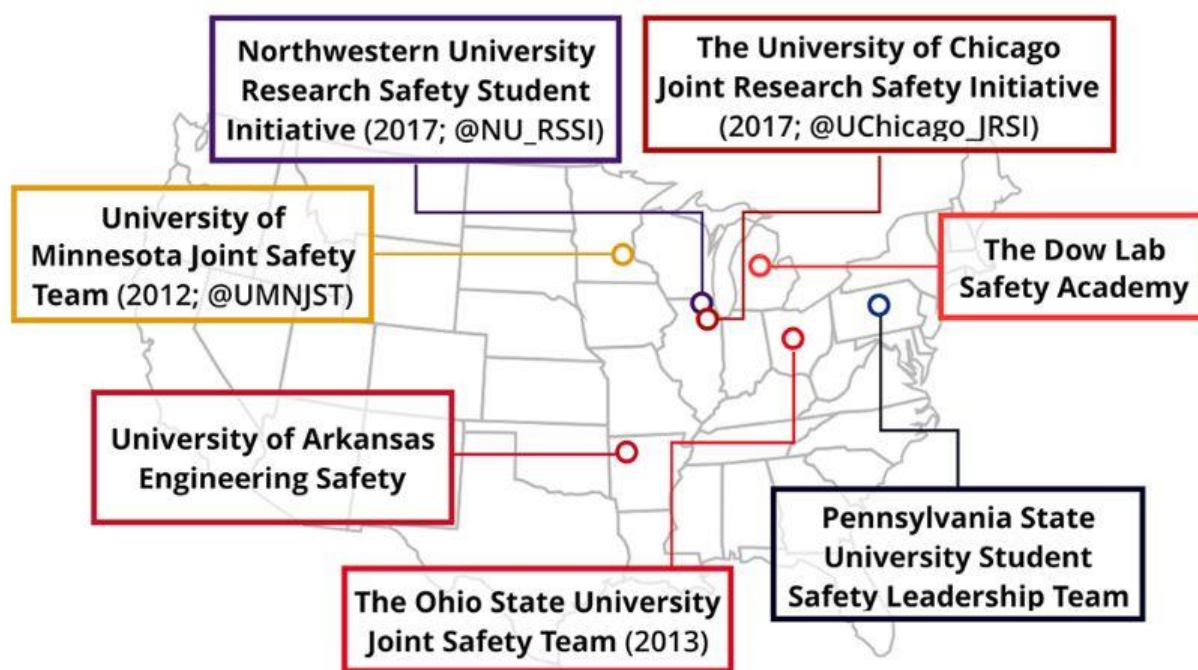 Northwestern University
Research Safety Student
Initiative (2017; @NU_RSSI)
The University of Chicago
Joint Research Safety Initiative
(2017; @UChicago_JRSI)
University of
Minnesota Joint Safety
Team (2012; @UMNJST)
The Dow Lab
Safety Academy
University of Arkansas
Engineering Safety
Pennsylvania State
University Student
Safety Leadership Team
The Ohio State University
Joint Safety Team (2013)